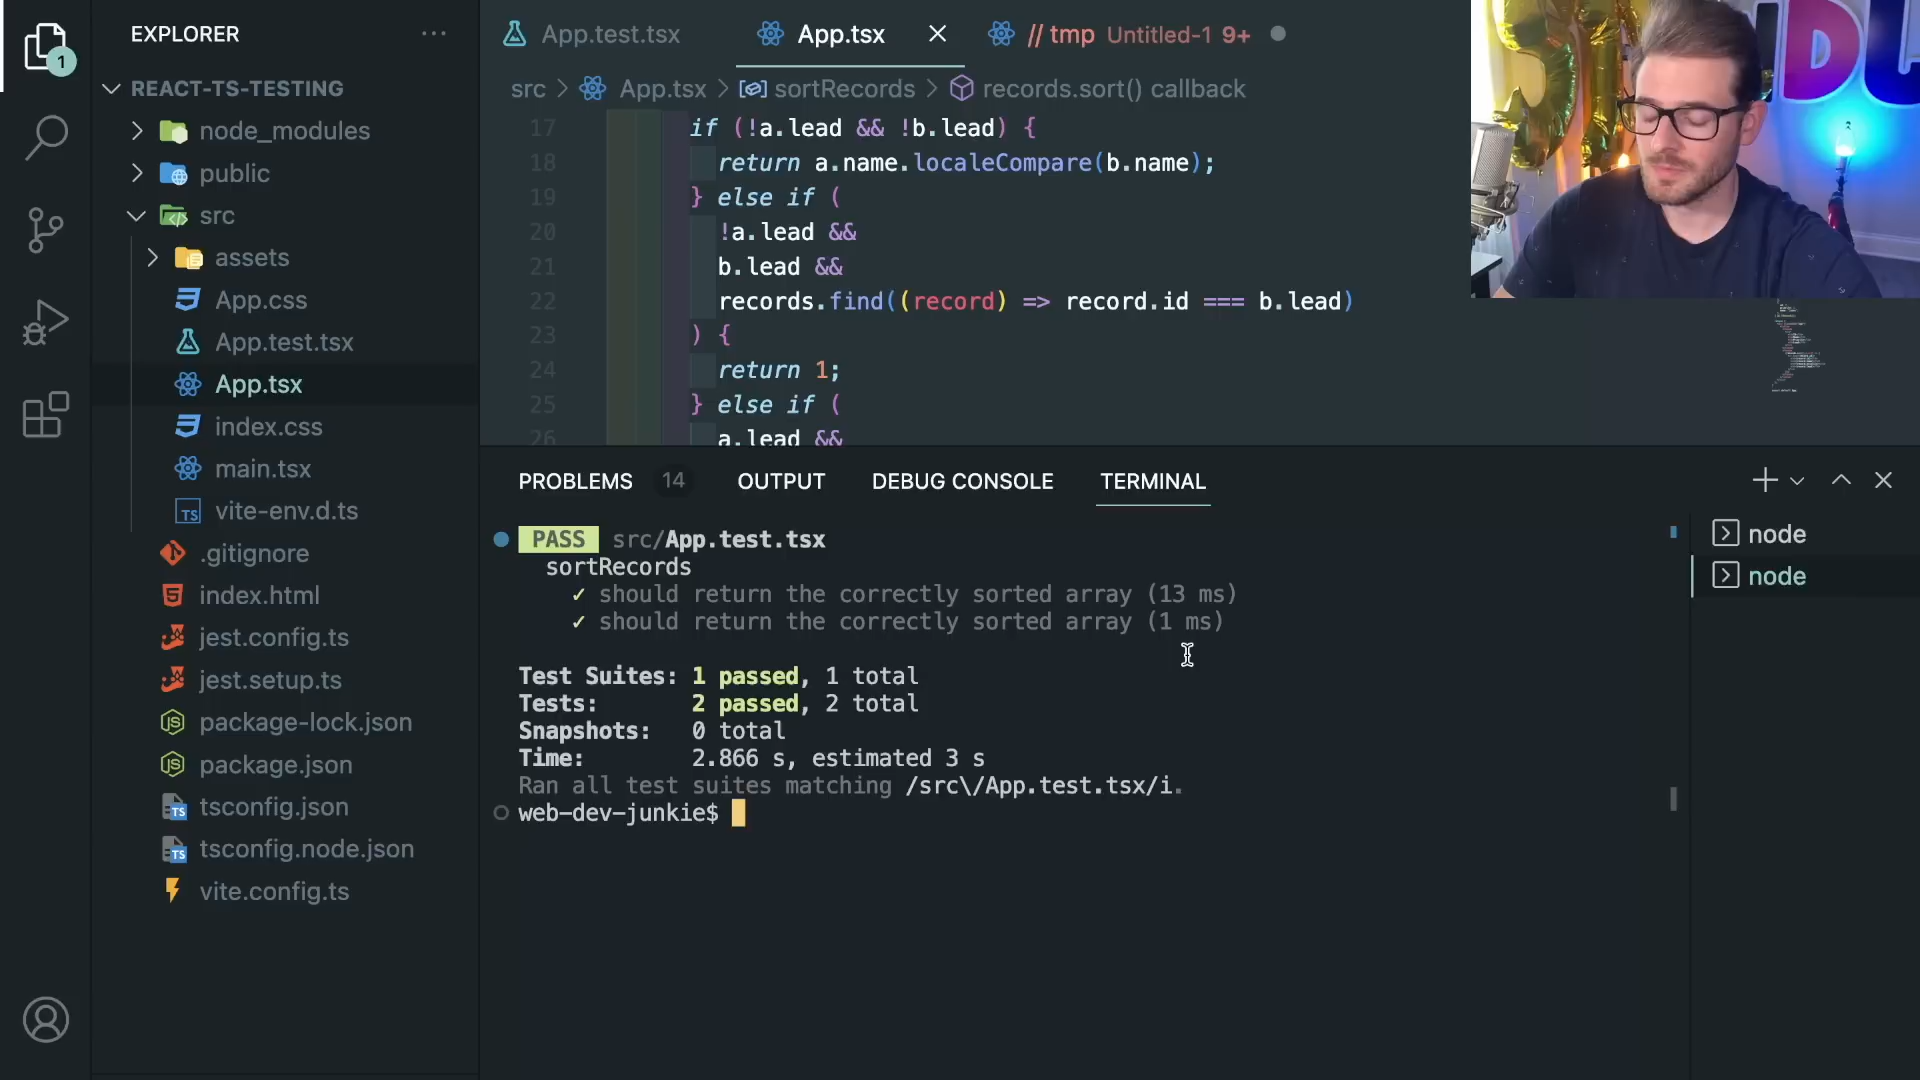 EXPLORER
1
REACT-TS-TESTING
node_modules
public
src
assets
App.css
App.test.tsx
App.tsx
index.css
main.tsx
TS vite-env.d.ts
.gitignore
index.html
jest.config.ts
jest.setup.ts
package-lock.json
package.json
TS tsconfig.json
TS tsconfig.node.json
vite.config.ts
App.test.tsx
App.tsx
// tmp Untitled-1 9+
src > App.tsx > sortRecords > records.sort() callback
17 if (!a.lead && !b.lead) {
18 return a.name.localeCompare(b.name);
19 } else if (
20 !a.lead &&
21 b.lead &&
22 records.find((record) => record.id === b.lead)
23 ) {
24 return 1;
25 } else if (
26 a.lead &&
PROBLEMS 14 OUTPUT DEBUG CONSOLE TERMINAL
PASS src/App.test.tsx
sortRecords
✓ should return the correctly sorted array (13 ms)
✓ should return the correctly sorted array (1 ms)
Test Suites: 1 passed, 1 total
Tests: 2 passed, 2 total
Snapshots: 0 total
Time: 2.866 s, estimated 3 s
Ran all test suites matching /src\/App.test.tsx/i.
web-dev-junkie$
node
node